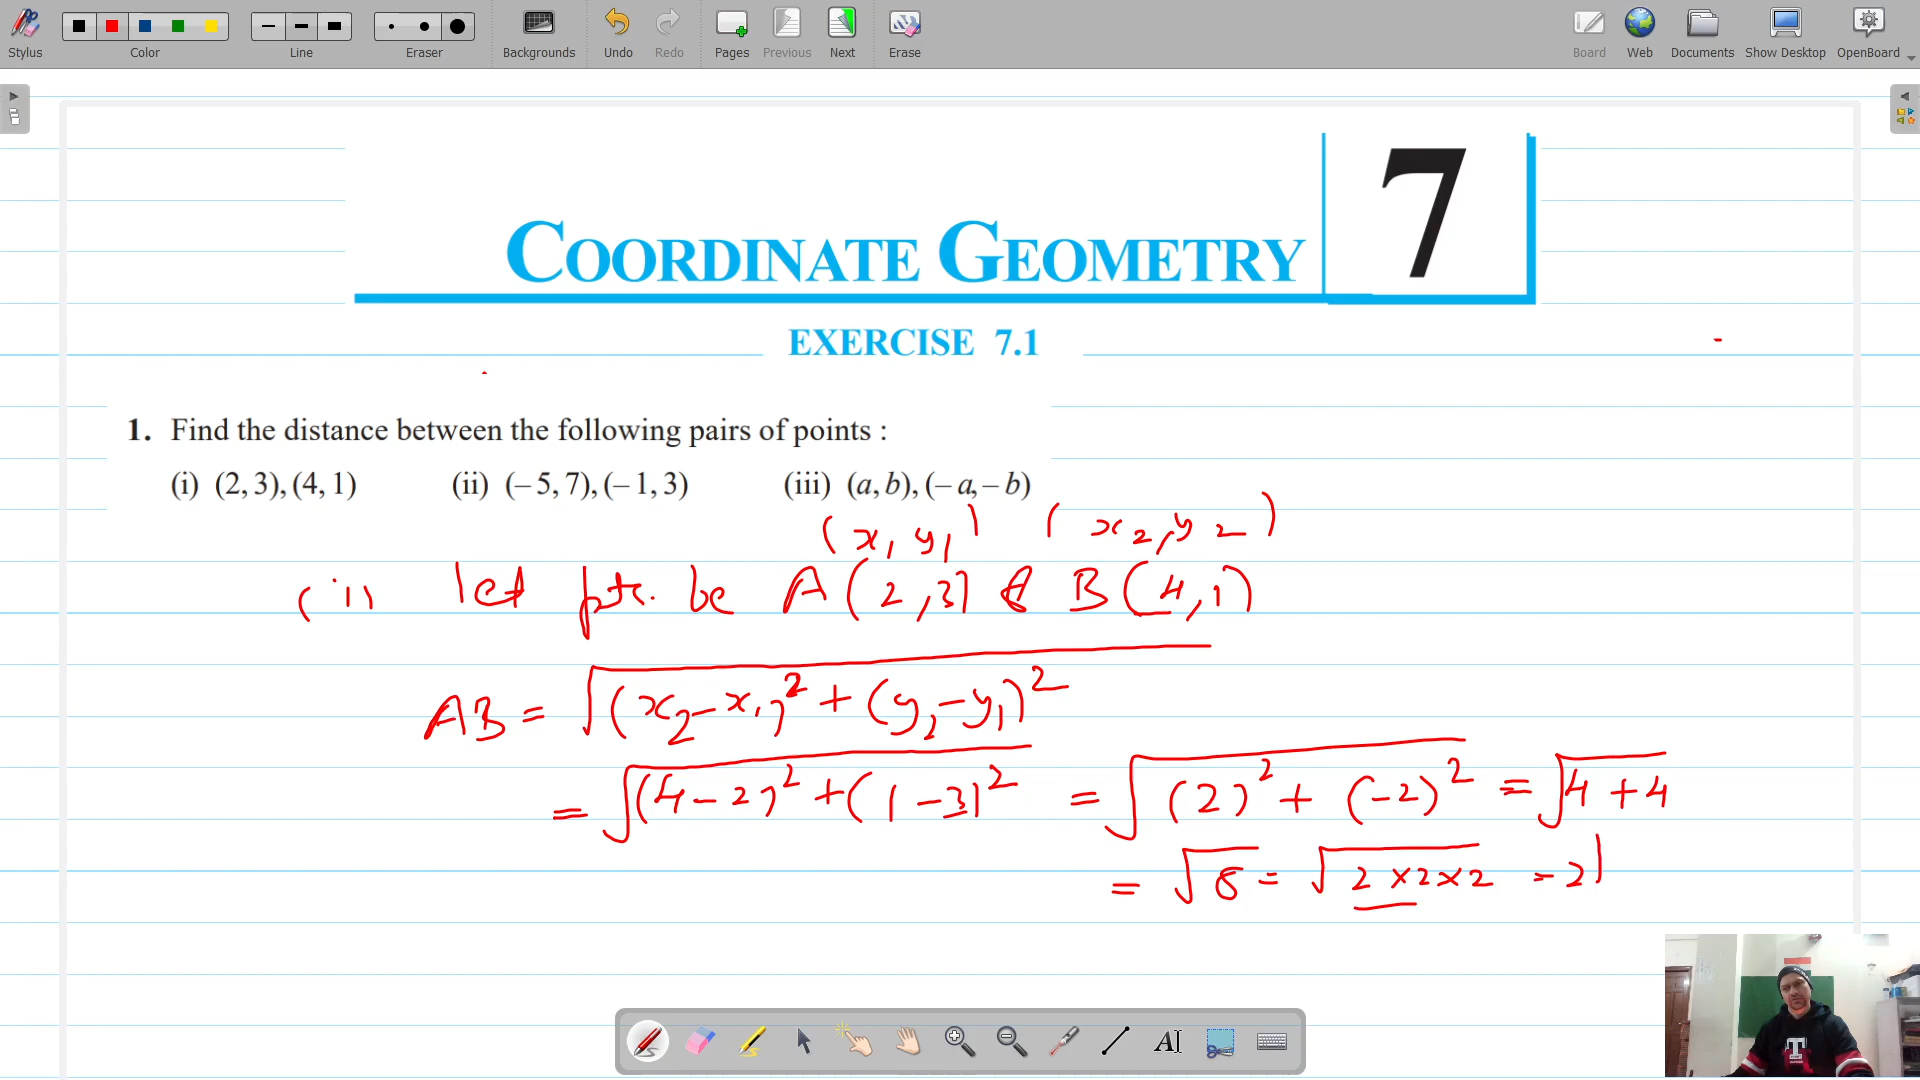 Stylus Color Line Eraser Backgrounds Undo Redo Pages Previous Next Erase Board Web Documents Show Desktop OpenBoard
COORDINATE GEOMETRY 7
EXERCISE 7.1
1. Find the distance between the following pairs of points :
(i) (2, 3), (4, 1) (ii) (– 5, 7), (– 1, 3) (iii) (a, b), (– a, – b)
(x₁, y₁) (x₂, y₂)
(i) let pts. be A(2,3) & B(4,1)
AB = √(x₂-x₁)² + (y₂-y₁)²
= √(4-2)² + (1-3)² = √(2)² + (-2)² = √4+4
= √8 = √2×2×2 = 2√